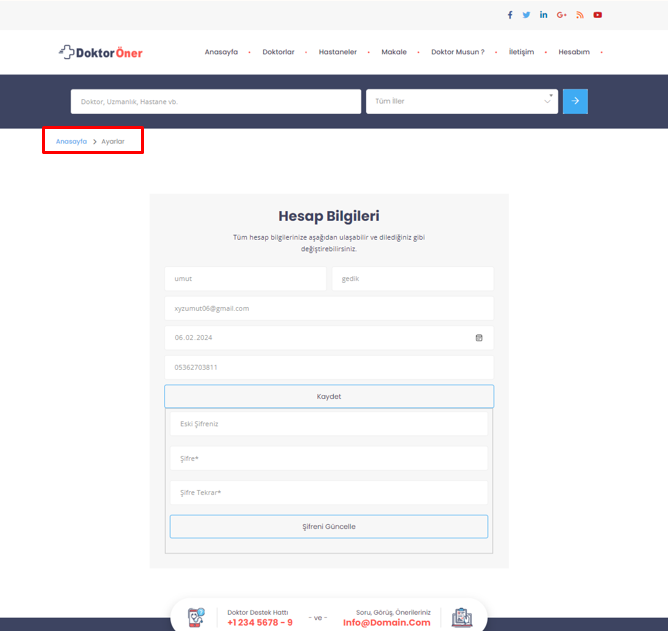 DoktorÖner
Anasayfa Doktorlar Hastaneler Makale Doktor Musun ? İletişim Hesabım
Doktor, Uzmanlık, Hastane vb. Tüm İller
Anasayfa > Ayarlar
Hesap Bilgileri
Tüm hesap bilgilerinize aşağıdan ulaşabilir ve dilediğiniz gibi
değiştirebilirsiniz.
umut gedik
xyzumut06@gmail.com
06.02.2024
05362703811
Kaydet
Eski Şifreniz
Şifre*
Şifre Tekrar*
Şifreni Güncelle
Doktor Destek Hattı
+1 234 5678 - 9
- ve -
Soru, Görüş, Önerileriniz
Info@Domain.Com